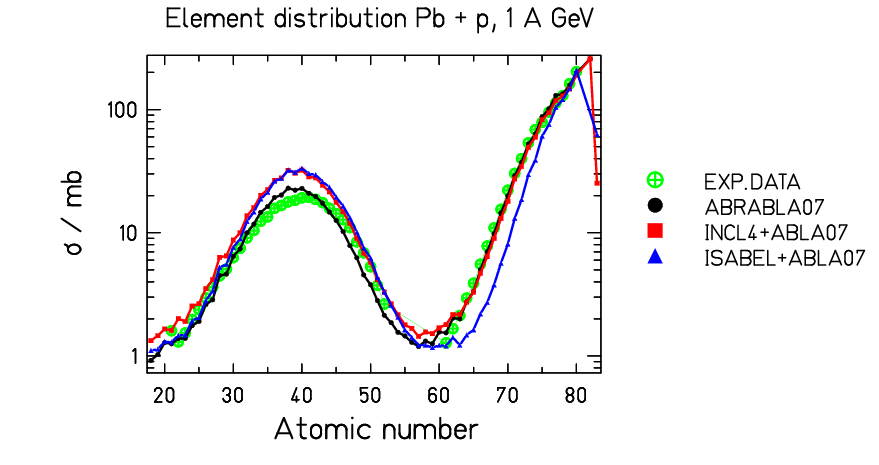 Element distribution Pb + p, 1 A GeV
100
10
1
σ / mb
20 30 40 50 60 70 80
Atomic number
EXP.DATA
ABRABLA07
INCL4+ABLA07
ISABEL+ABLA07